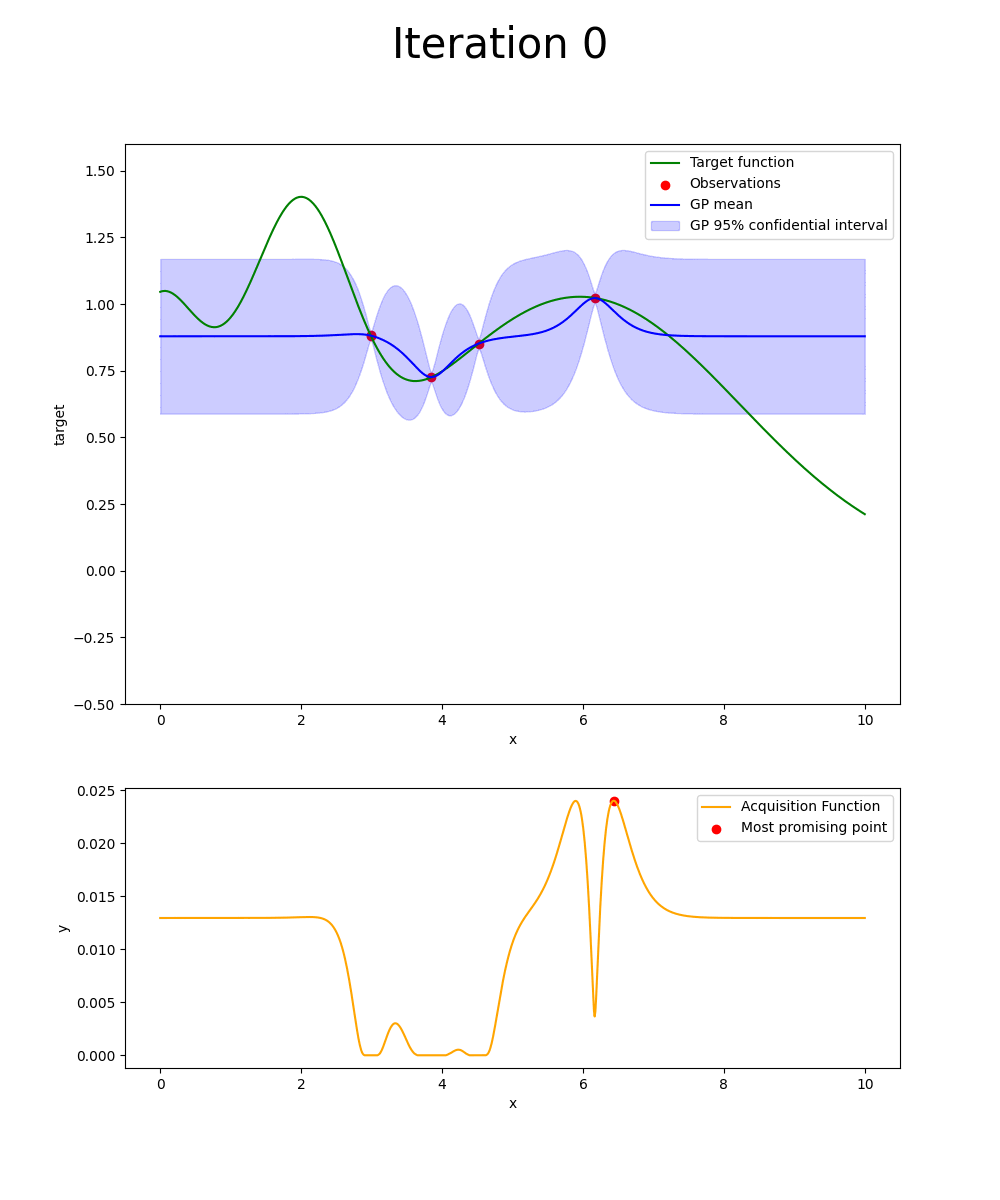 Iteration 0
Target function
Observations
GP mean
GP 95% confidential interval
1.50
1.25
1.00
0.75
0.50
0.25
0.00
−0.25
−0.50
target
0
2
4
6
8
10
x
Acquisition Function
Most promising point
0.025
0.020
0.015
0.010
0.005
0.000
y
0
2
4
6
8
10
x